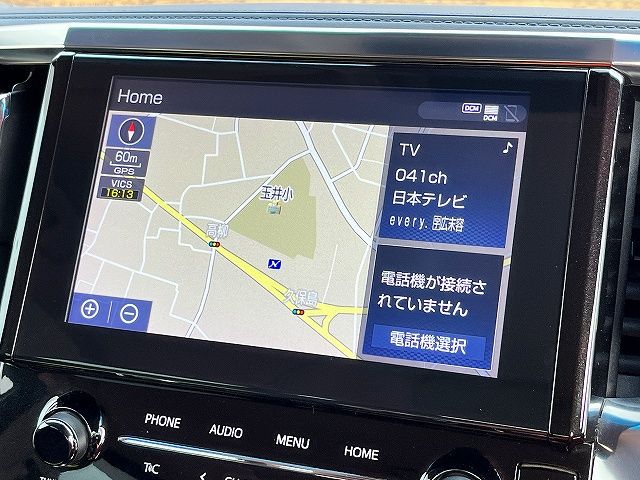 Home
DCM
DCM
60m
GPS
VICS
16:13
玉井小
高柳
久保島
TV
041ch
日本テレビ
every.
電話機が接続さ
れていません
電話機選択
PHONE
AUDIO
MENU
HOME